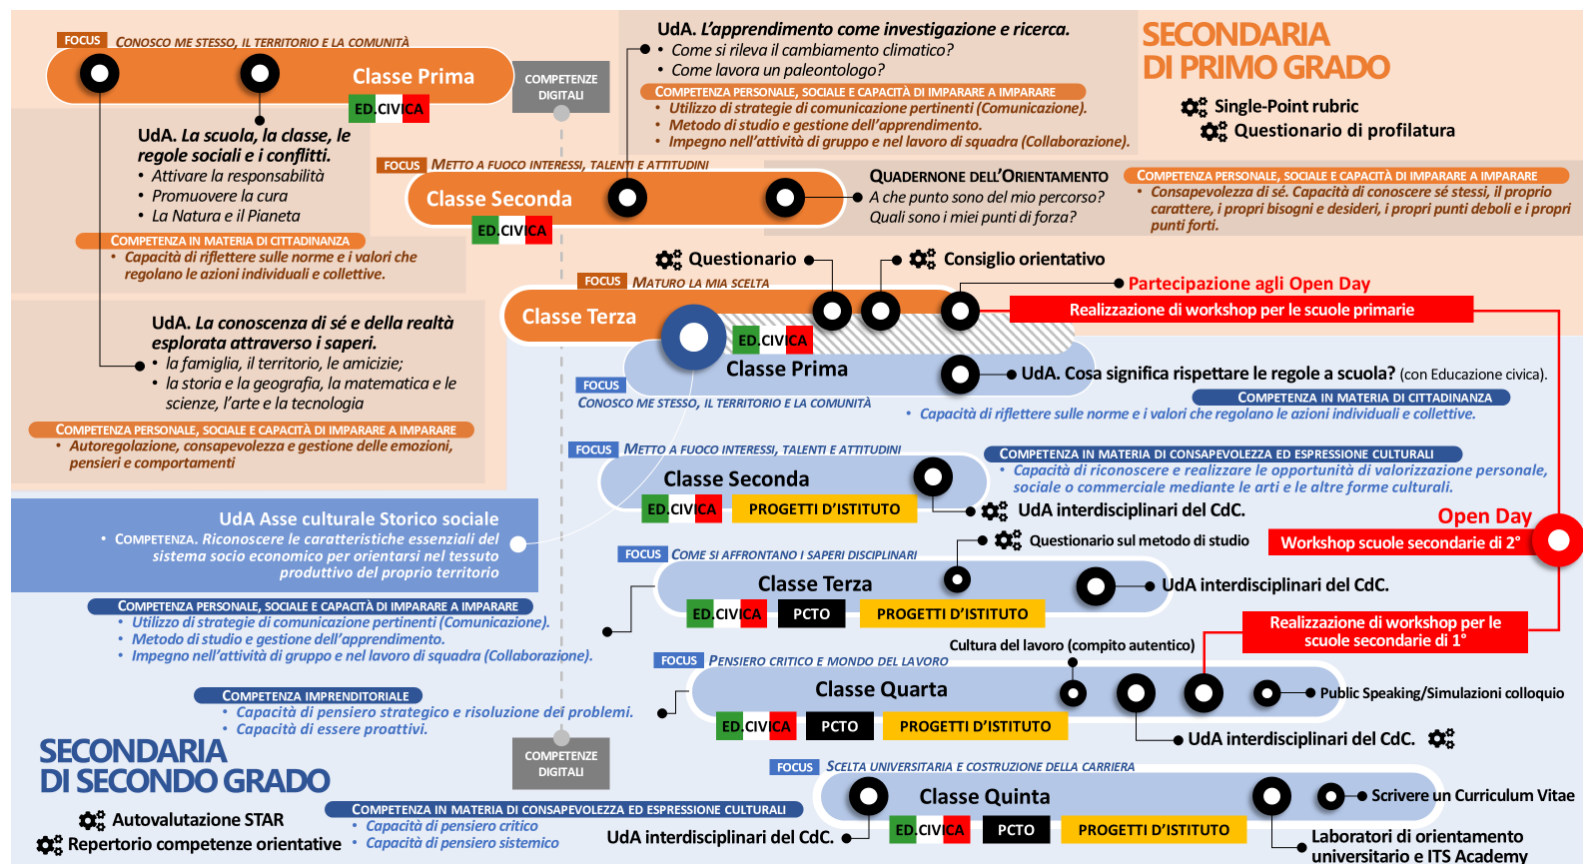 FOCUS CONOSCO ME STESSO, IL TERRITORIO E LA COMUNITÀ
Classe Prima
ED.CIVICA
UdA. La scuola, la classe, le
regole sociali e i conflitti.
• Attivare la responsabilità
• Promuovere la cura
• La Natura e il Pianeta
COMPETENZA IN MATERIA DI CITTADINANZA
• Capacità di riflettere sulle norme e i valori che
regolano le azioni individuali e collettive.
UdA. La conoscenza di sé e della realtà
esplorata attraverso i saperi.
• la famiglia, il territorio, le amicizie;
• la storia e la geografia, la matematica e le
scienze, l'arte e la tecnologia
COMPETENZA PERSONALE, SOCIALE E CAPACITÀ DI IMPARARE A IMPARARE
• Autoregolazione, consapevolezza e gestione delle emozioni,
pensieri e comportamenti
COMPETENZE
DIGITALI
UdA. L'apprendimento come investigazione e ricerca.
• Come si rileva il cambiamento climatico?
• Come lavora un paleontologo?
COMPETENZA PERSONALE, SOCIALE E CAPACITÀ DI IMPARARE A IMPARARE
• Utilizzo di strategie di comunicazione pertinenti (Comunicazione).
• Metodo di studio e gestione dell'apprendimento.
• Impegno nell'attività di gruppo e nel lavoro di squadra (Collaborazione).
SECONDARIA
DI PRIMO GRADO
Single-Point rubric
Questionario di profilatura
FOCUS METTO A FUOCO INTERESSI, TALENTI E ATTITUDINI
Classe Seconda
ED.CIVICA
QUADERNONE DELL'ORIENTAMENTO
A che punto sono del mio percorso?
Quali sono i miei punti di forza?
COMPETENZA PERSONALE, SOCIALE E CAPACITÀ DI IMPARARE A IMPARARE
• Consapevolezza di sé. Capacità di conoscere sé stessi, il proprio
carattere, i propri bisogni e desideri, i propri punti deboli e i propri
punti forti.
Questionario
Consiglio orientativo
FOCUS MATURO LA MIA SCELTA
Partecipazione agli Open Day
Classe Terza
Realizzazione di workshop per le scuole primarie
ED.CIVICA
Classe Prima
UdA. Cosa significa rispettare le regole a scuola? (con Educazione civica).
FOCUS
CONOSCO ME STESSO, IL TERRITORIO E LA COMUNITÀ
COMPETENZA IN MATERIA DI CITTADINANZA
• Capacità di riflettere sulle norme e i valori che regolano le azioni individuali e collettive.
FOCUS METTO A FUOCO INTERESSI, TALENTI E ATTITUDINI
Classe Seconda
ED.CIVICA
PROGETTI D'ISTITUTO
COMPETENZA IN MATERIA DI CONSAPEVOLEZZA ED ESPRESSIONE CULTURALI
• Capacità di riconoscere e realizzare le opportunità di valorizzazione personale,
sociale o commerciale mediante le arti e le altre forme culturali.
UdA interdisciplinari del CdC.
Open Day
Workshop scuole secondarie di 2°
UdA Asse culturale Storico sociale
• COMPETENZA. Riconoscere le caratteristiche essenziali del
sistema socio economico per orientarsi nel tessuto
produttivo del proprio territorio
FOCUS COME SI AFFRONTANO I SAPERI DISCIPLINARI
Questionario sul metodo di studio
Classe Terza
UdA interdisciplinari del CdC.
ED.CIVICA
PCTO
PROGETTI D'ISTITUTO
COMPETENZA PERSONALE, SOCIALE E CAPACITÀ DI IMPARARE A IMPARARE
• Utilizzo di strategie di comunicazione pertinenti (Comunicazione).
• Metodo di studio e gestione dell'apprendimento.
• Impegno nell'attività di gruppo e nel lavoro di squadra (Collaborazione).
Realizzazione di workshop per le
scuole secondarie di 1°
Cultura del lavoro (compito autentico)
FOCUS PENSIERO CRITICO E MONDO DEL LAVORO
Classe Quarta
Public Speaking/Simulazioni colloquio
ED.CIVICA
PCTO
PROGETTI D'ISTITUTO
UdA interdisciplinari del CdC.
COMPETENZA IMPRENDITORIALE
• Capacità di pensiero strategico e risoluzione dei problemi.
• Capacità di essere proattivi.
SECONDARIA
DI SECONDO GRADO
COMPETENZE
DIGITALI
Autovalutazione STAR
Repertorio competenze orientative
FOCUS SCELTA UNIVERSITARIA E COSTRUZIONE DELLA CARRIERA
Classe Quinta
Scrivere un Curriculum Vitae
COMPETENZA IN MATERIA DI CONSAPEVOLEZZA ED ESPRESSIONE CULTURALI
• Capacità di pensiero critico
• Capacità di pensiero sistemico
UdA interdisciplinari del CdC.
ED.CIVICA
PCTO
PROGETTI D'ISTITUTO
Laboratori di orientamento
universitario e ITS Academy